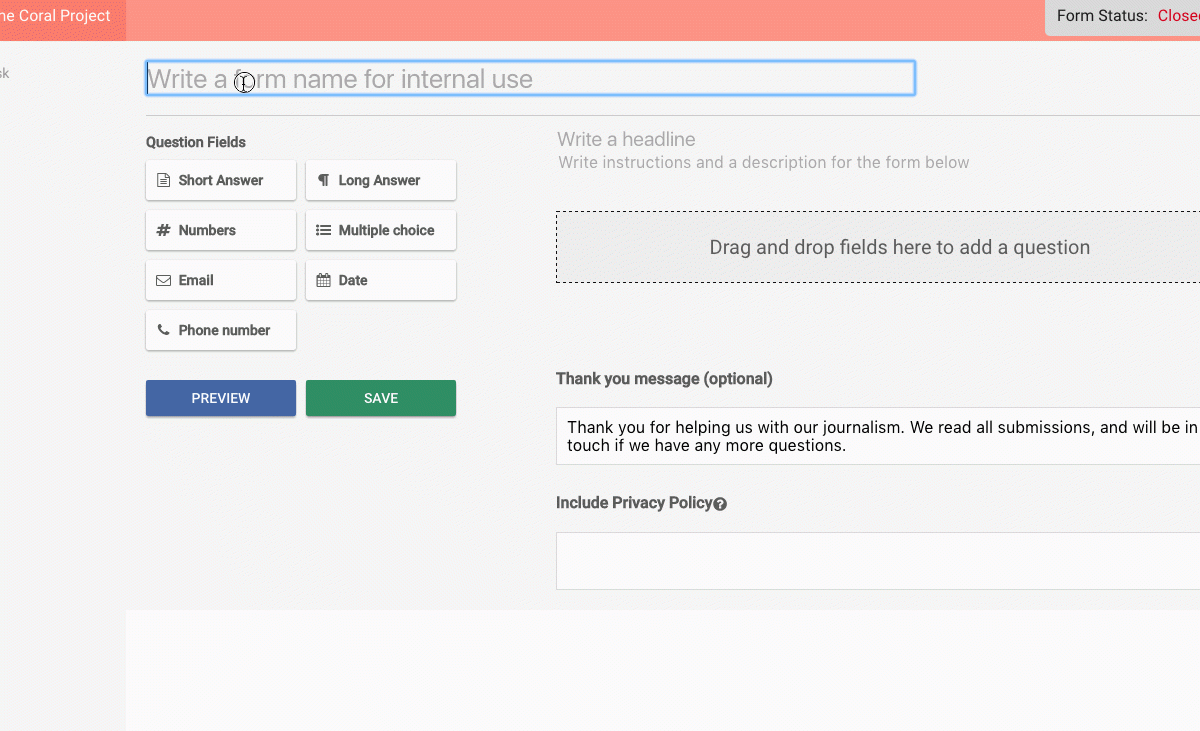 he Coral Project
Form Status: Close
sk
Write a form name for internal use
Question Fields
Short Answer
Long Answer
Numbers
Multiple choice
Email
Date
Phone number
PREVIEW
SAVE
Write a headline
Write instructions and a description for the form below
Drag and drop fields here to add a question
Thank you message (optional)
Thank you for helping us with our journalism. We read all submissions, and will be in
touch if we have any more questions.
Include Privacy Policy